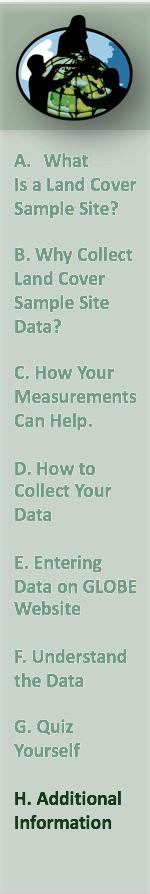 A. What
Is a Land Cover
Sample Site?
B. Why Collect
Land Cover
Sample Site
Data?
C. How Your
Measurements
Can Help.
D. How to
Collect Your
Data
E. Entering
Data on GLOBE
Website
F. Understand
the Data
G. Quiz
Yourself
H. Additional
Information